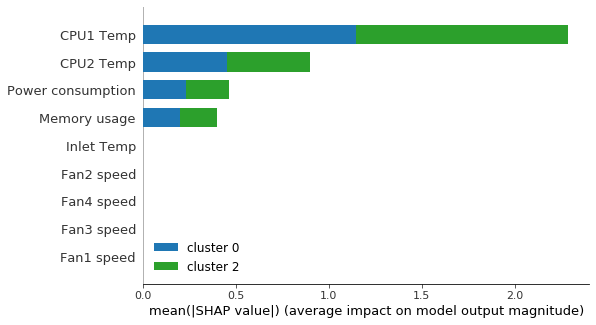 CPU1 Temp
CPU2 Temp
Power consumption
Memory usage
Inlet Temp
Fan2 speed
Fan4 speed
Fan3 speed
Fan1 speed
cluster 0
cluster 2
0.0 0.5 1.0 1.5 2.0
mean(|SHAP value|) (average impact on model output magnitude)